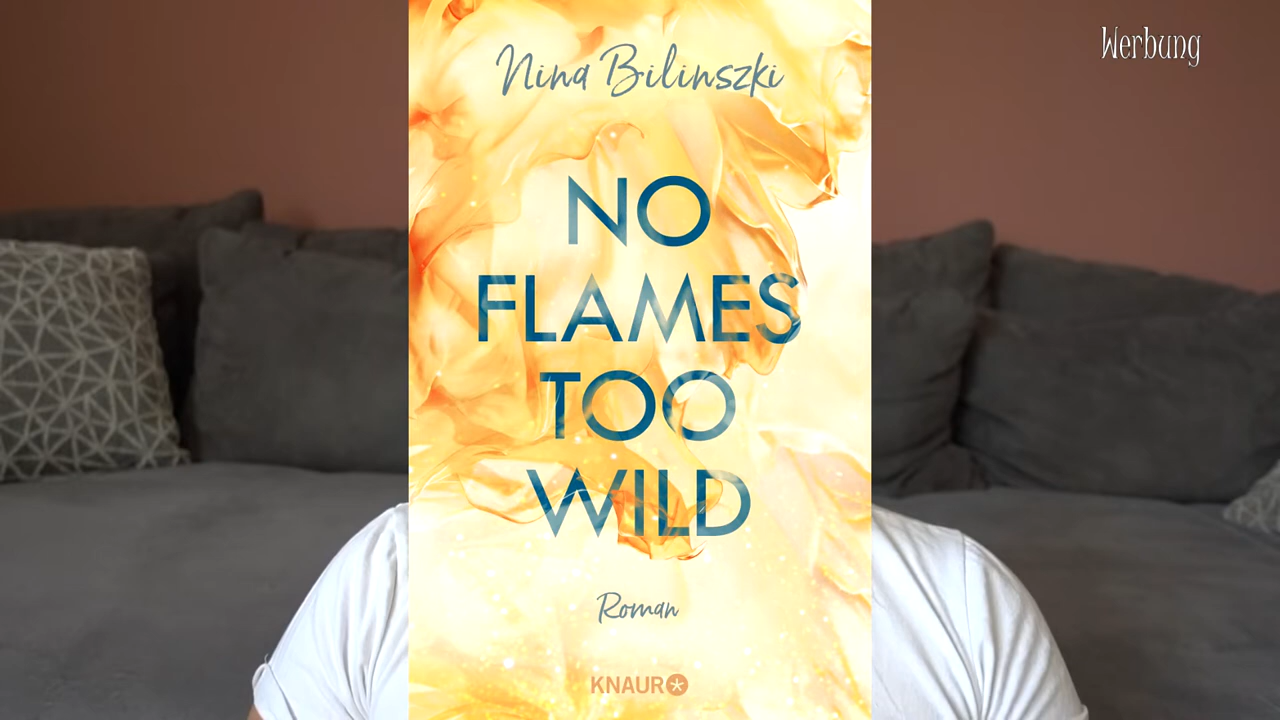 Werbung
Nina Bilinszki
NO
FLAMES
TOO
WILD
Roman
KNAUR